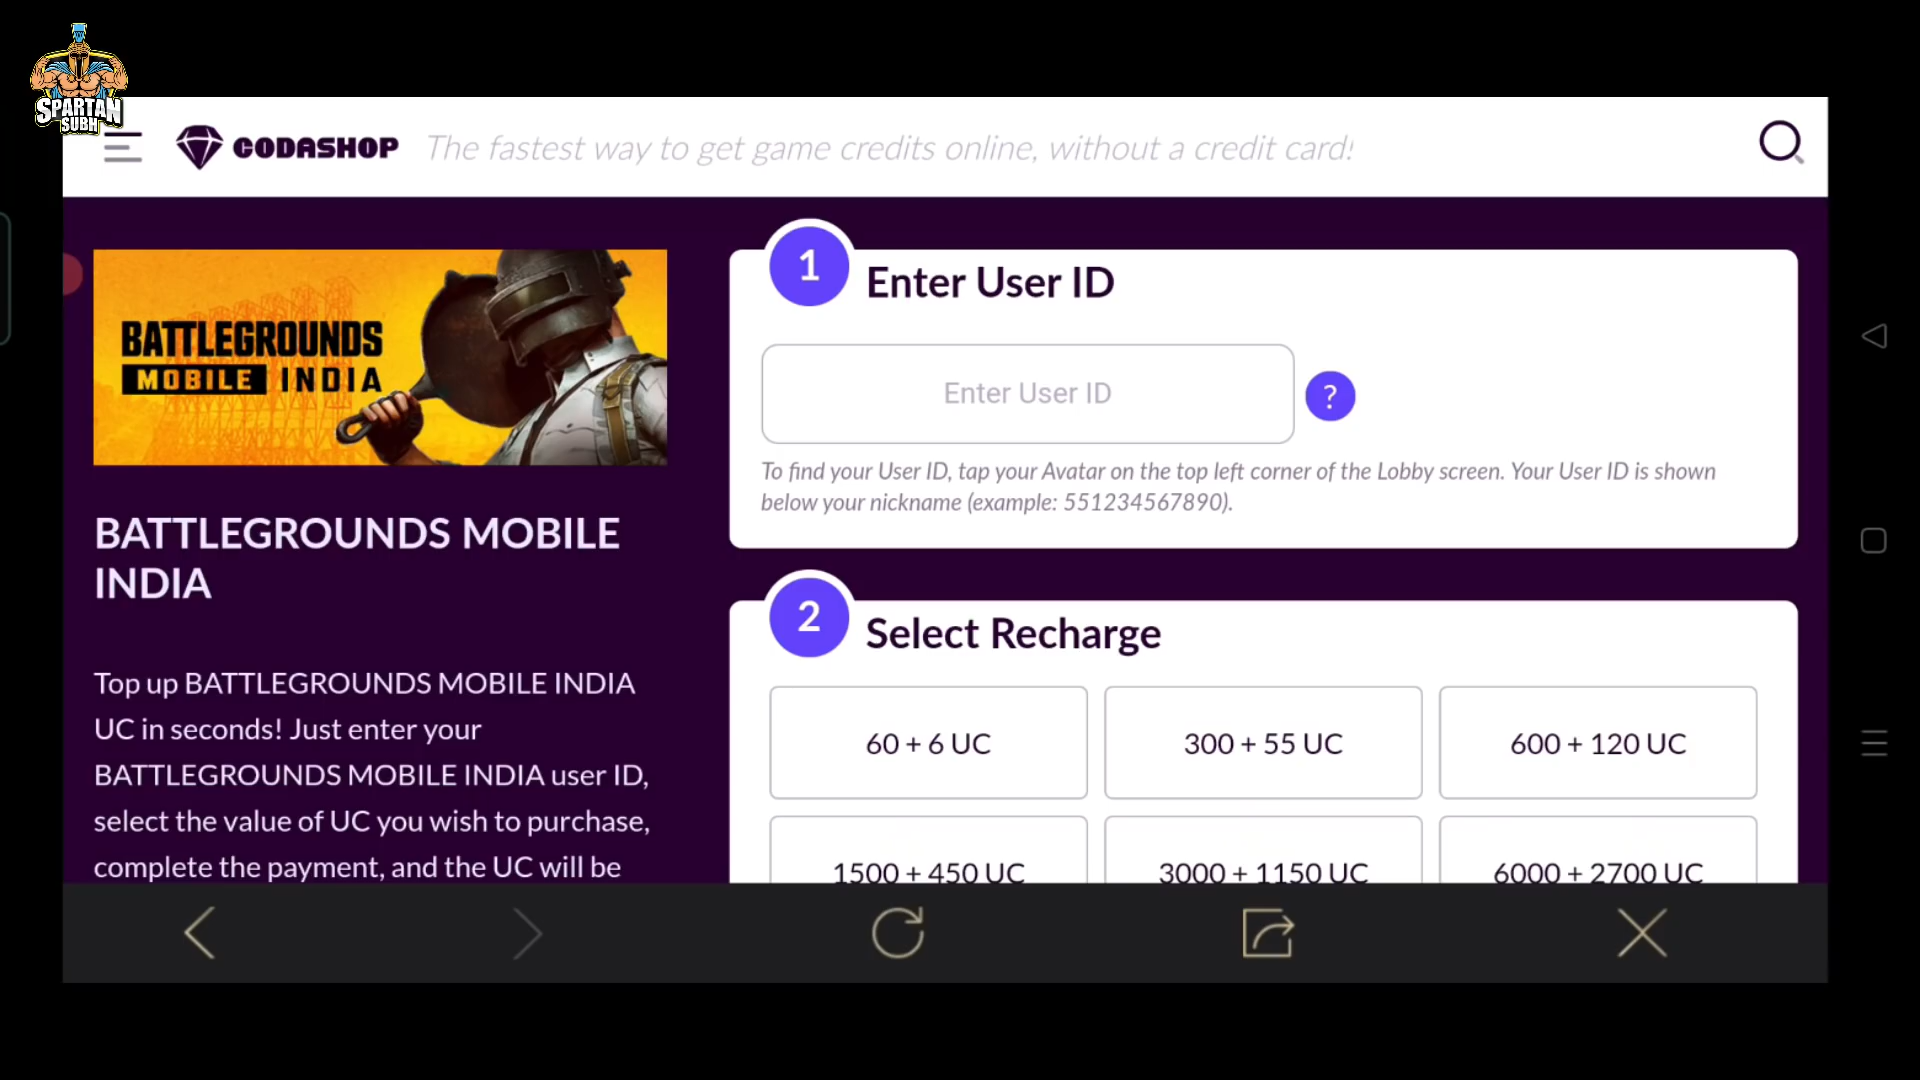 SPARTAN
SUBH
CODASHOP
The fastest way to get game credits online, without a credit card!
BATTLEGROUNDS
MOBILE INDIA
BATTLEGROUNDS MOBILE
INDIA
Top up BATTLEGROUNDS MOBILE INDIA
UC in seconds! Just enter your
BATTLEGROUNDS MOBILE INDIA user ID,
select the value of UC you wish to purchase,
complete the payment, and the UC will be
1
Enter User ID
Enter User ID
?
To find your User ID, tap your Avatar on the top left corner of the Lobby screen. Your User ID is shown
below your nickname (example: 551234567890).
2
Select Recharge
60 + 6 UC
300 + 55 UC
600 + 120 UC
1500 + 450 UC
3000 + 1150 UC
6000 + 2700 UC